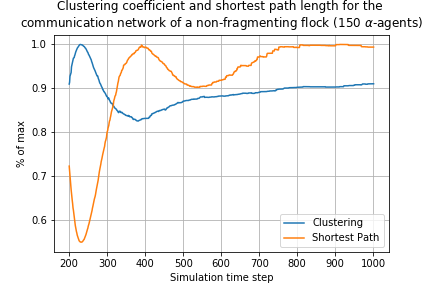 Clustering coefficient and shortest path length for the
communication network of a non-fragmenting flock (150 α-agents)
% of max
1.0
0.9
0.8
0.7
0.6
200 300 400 500 600 700 800 900 1000
Simulation time step
Clustering
Shortest Path